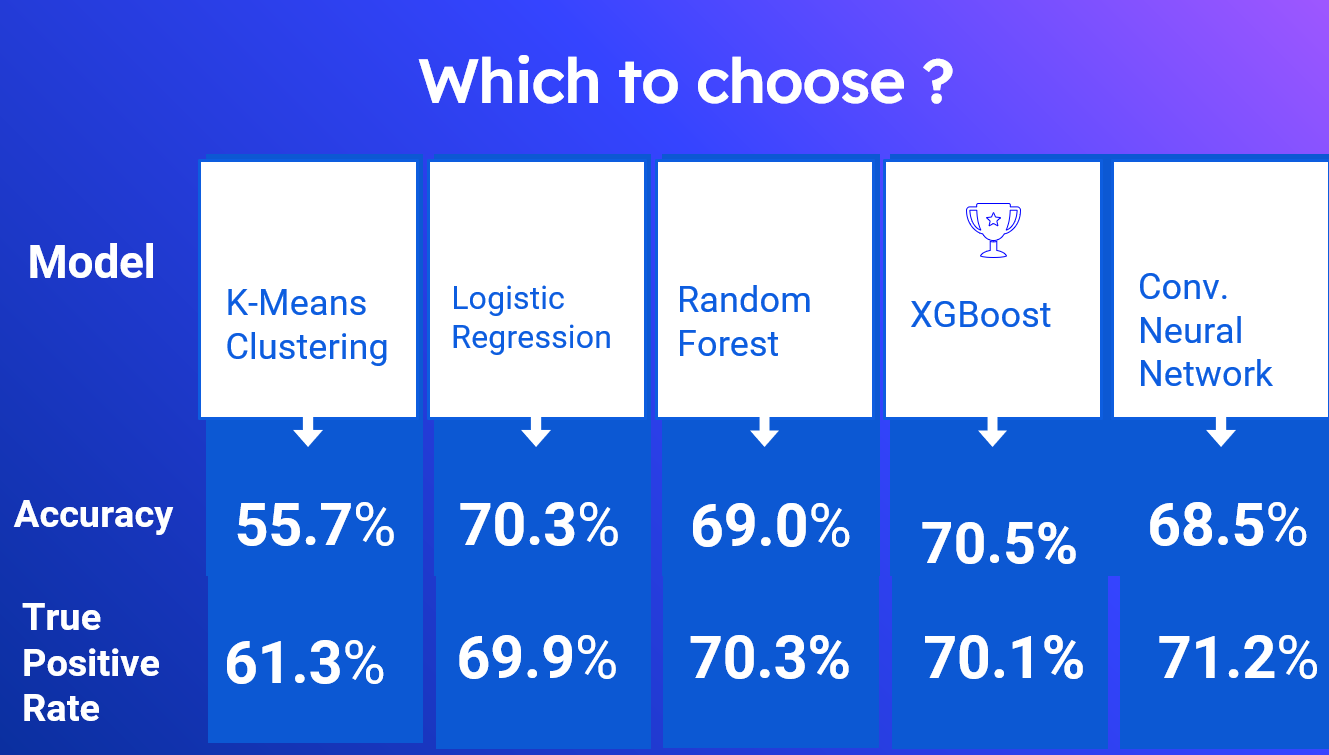 Which to choose ?
Model
K-Means
Clustering
Logistic
Regression
Random
Forest
XGBoost
Conv.
Neural
Network
Accuracy
55.7%
70.3%
69.0%
70.5%
68.5%
True
Positive
Rate
61.3%
69.9%
70.3%
70.1%
71.2%